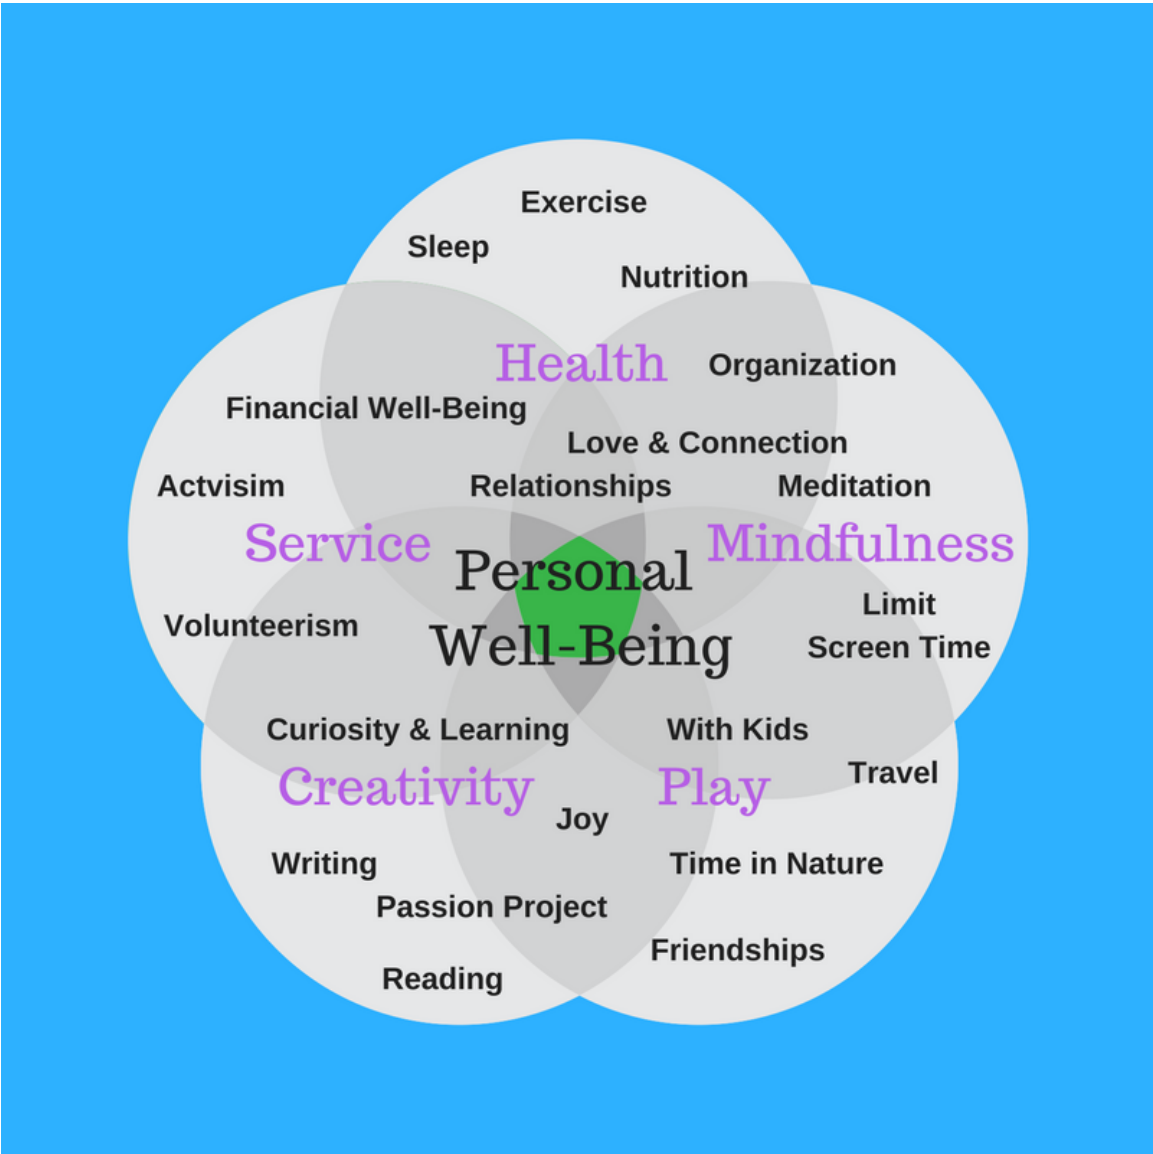 Exercise
Sleep
Nutrition
Health
Organization
Financial Well-Being
Love & Connection
Actvisim
Relationships
Meditation
Service
Mindfulness
Personal
Well-Being
Limit
Screen Time
Volunteerism
Curiosity & Learning
With Kids
Creativity
Play
Travel
Joy
Writing
Time in Nature
Passion Project
Friendships
Reading